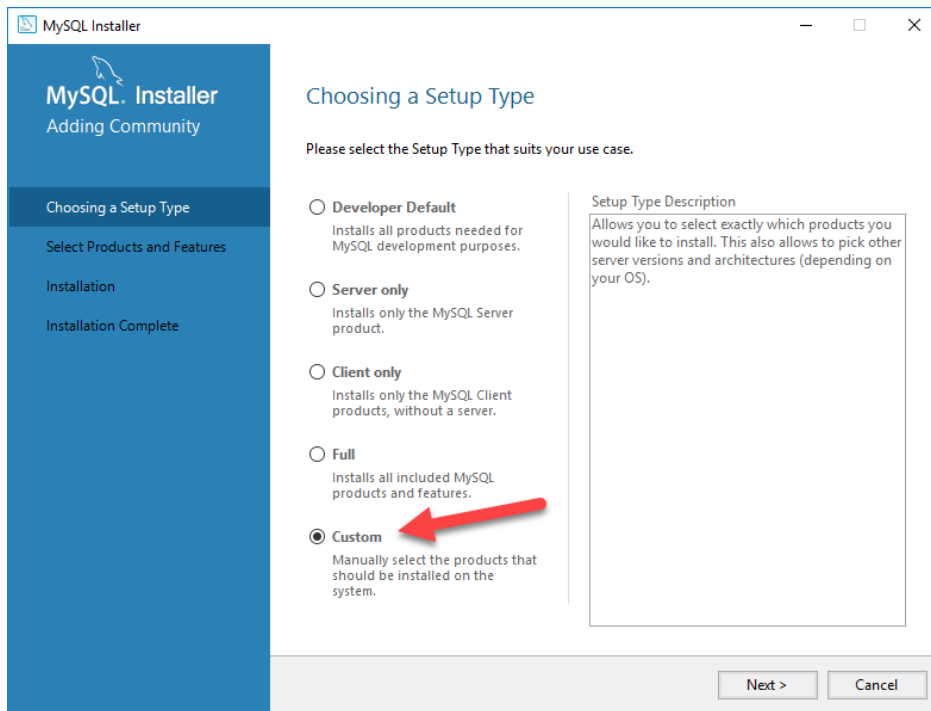 MySQL Installer
MySQL. Installer
Adding Community
Choosing a Setup Type
Select Products and Features
Installation
Installation Complete
Choosing a Setup Type
Please select the Setup Type that suits your use case.
Developer Default
Installs all products needed for
MySQL development purposes.
Server only
Installs only the MySQL Server
product.
Client only
Installs only the MySQL Client
products, without a server.
Full
Installs all included MySQL
products and features.
Custom
Manually select the products that
should be installed on the
system.
Setup Type Description
Allows you to select exactly which products you
would like to install. This also allows to pick other
server versions and architectures (depending on
your OS).
Next >
Cancel